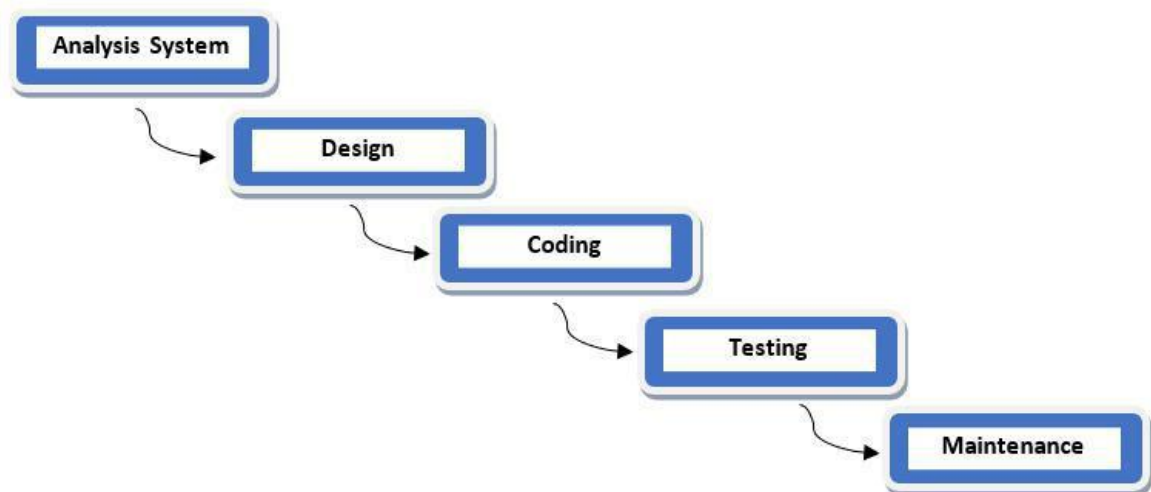 Analysis System
Design
Coding
Testing
Maintenance